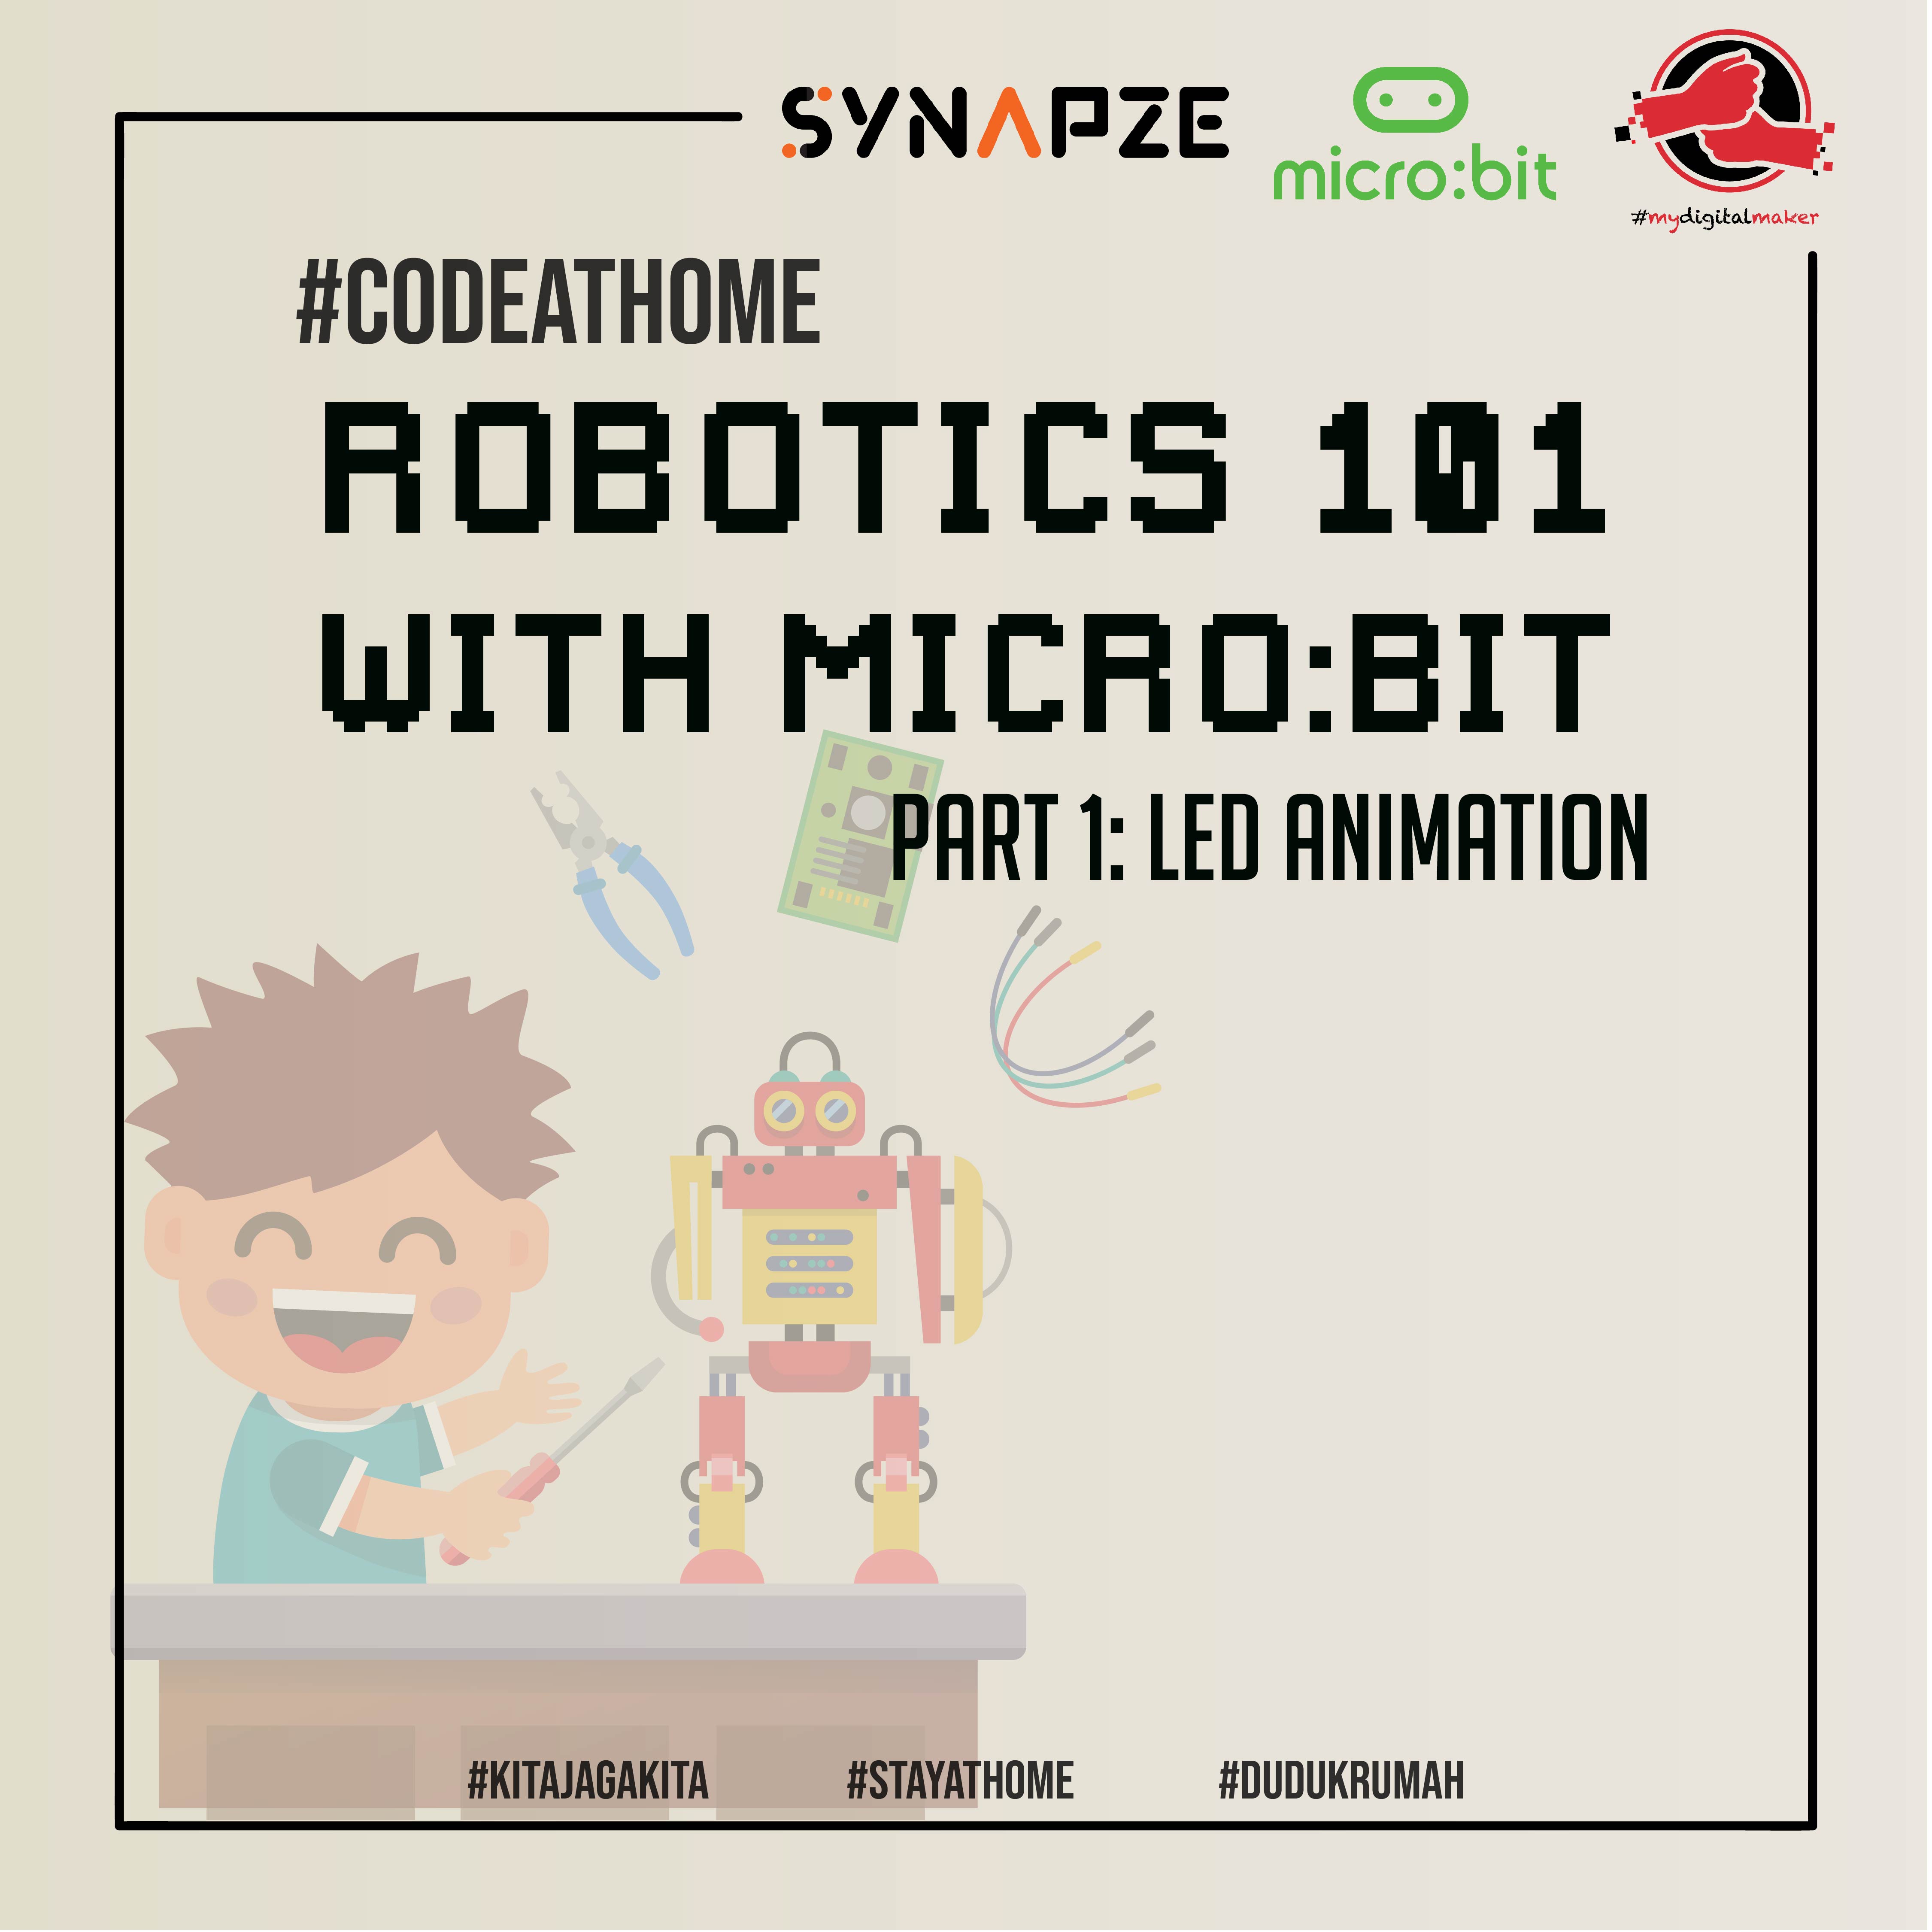 SYNAPZE
micro:bit
#mydigitalmaker
#CODEATHOME
ROBOTICS 101
WITH MICRO:BIT
PART 1: LED ANIMATION
#KITAJAGAKITA #STAYATHOME #DUDUKRUMAH